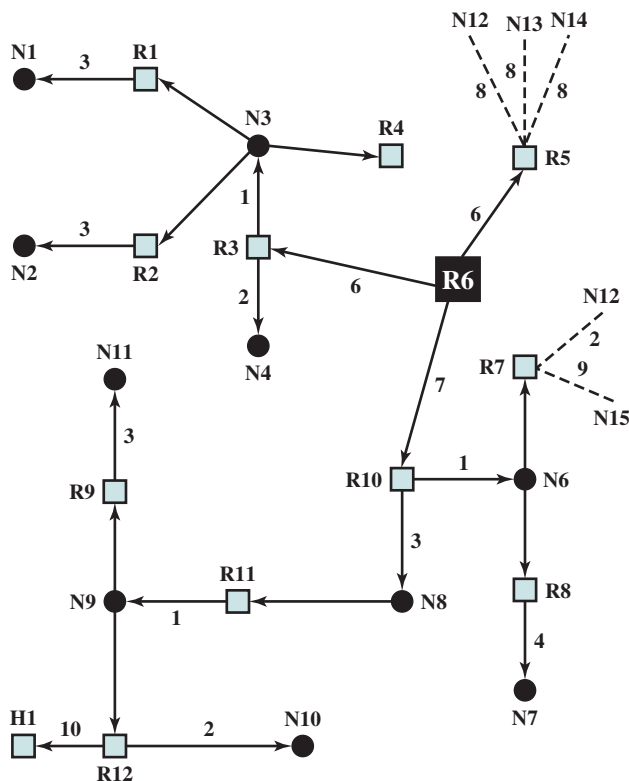 N12 N13 N14
N1 3 R1
8 8 8
N3 R4
R5
1 6
3
N2 R2 R3 6 R6
2 N12
N11 N4 7 R7 2
9
N15
3
R9 R10 1 N6
3
R11 R8
N9 1 N8
4
H1 10 2 N10 N7
R12